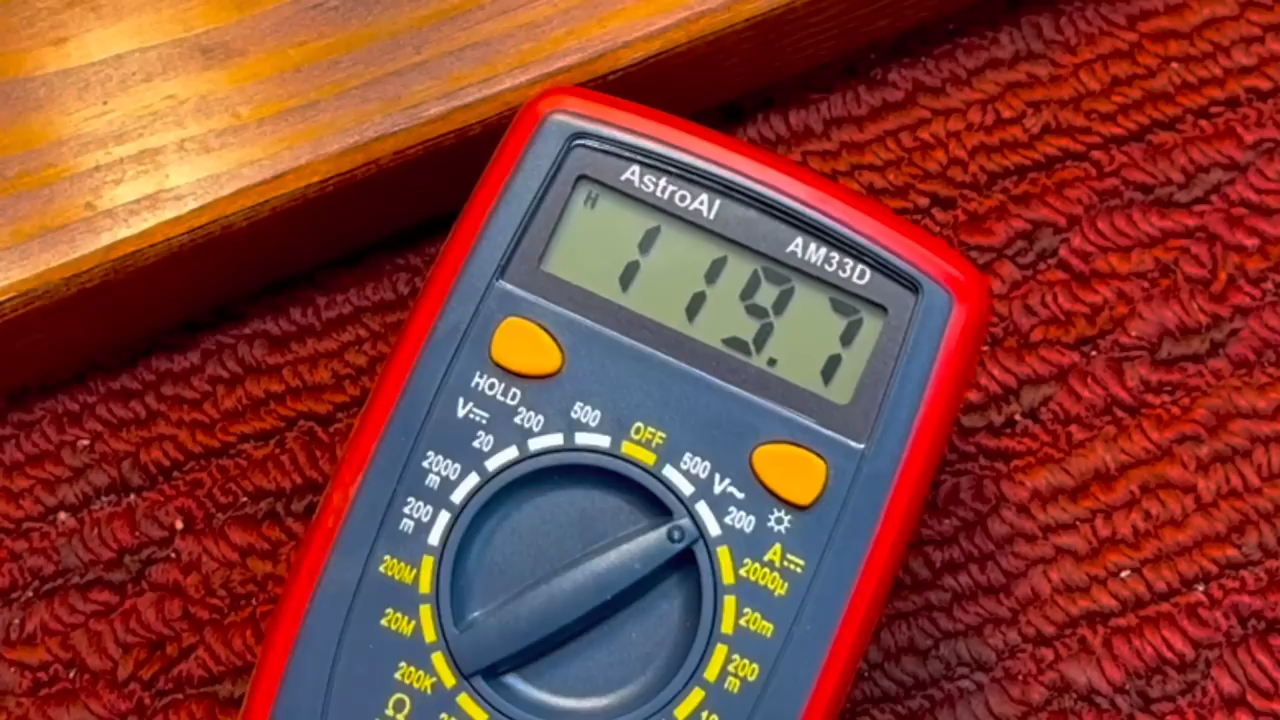 AstroAI
AM33D
H
119.7
HOLD
V⎓
200
500
OFF
500
V~
200
20
2000
m
200
m
200M
20M
200K
Ω
A⎓
2000µ
20m
200
m